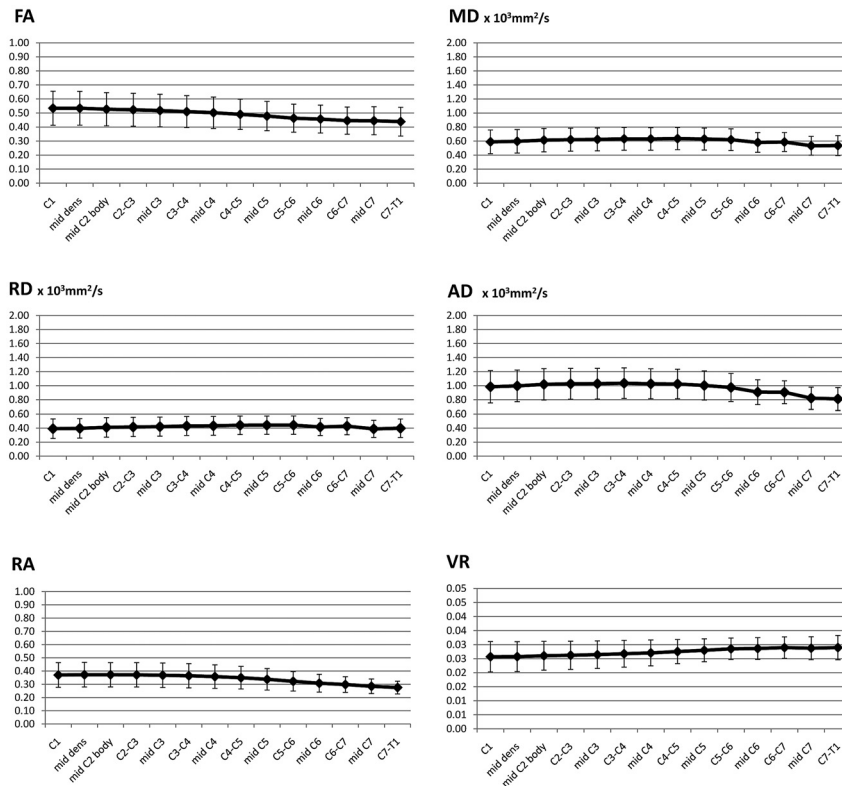 FA
1.00
0.90
0.80
0.70
0.60
0.50
0.40
0.30
0.20
0.10
0.00
C1
mid dens
mid C2 body
C2-C3
mid C3
C3-C4
mid C4
C4-C5
mid C5
C5-C6
mid C6
C6-C7
mid C7
C7-T1
MD x 10³mm²/s
2.00
1.80
1.60
1.40
1.20
1.00
0.80
0.60
0.40
0.20
0.00
C1
mid dens
mid C2 body
C2-C3
mid C3
C3-C4
mid C4
C4-C5
mid C5
C5-C6
mid C6
C6-C7
mid C7
C7-T1
RD x 10³mm²/s
2.00
1.80
1.60
1.40
1.20
1.00
0.80
0.60
0.40
0.20
0.00
C1
mid dens
mid C2 body
C2-C3
mid C3
C3-C4
mid C4
C4-C5
mid C5
C5-C6
mid C6
C6-C7
mid C7
C7-T1
AD x 10³mm²/s
2.00
1.80
1.60
1.40
1.20
1.00
0.80
0.60
0.40
0.20
0.00
C1
mid dens
mid C2 body
C2-C3
mid C3
C3-C4
mid C4
C4-C5
mid C5
C5-C6
mid C6
C6-C7
mid C7
C7-T1
RA
1.00
0.90
0.80
0.70
0.60
0.50
0.40
0.30
0.20
0.10
0.00
C1
mid dens
mid C2 body
C2-C3
mid C3
C3-C4
mid C4
C4-C5
mid C5
C5-C6
mid C6
C6-C7
mid C7
C7-T1
VR
0.05
0.05
0.04
0.04
0.03
0.03
0.02
0.02
0.01
0.01
0.00
C1
mid dens
mid C2 body
C2-C3
mid C3
C3-C4
mid C4
C4-C5
mid C5
C5-C6
mid C6
C6-C7
mid C7
C7-T1